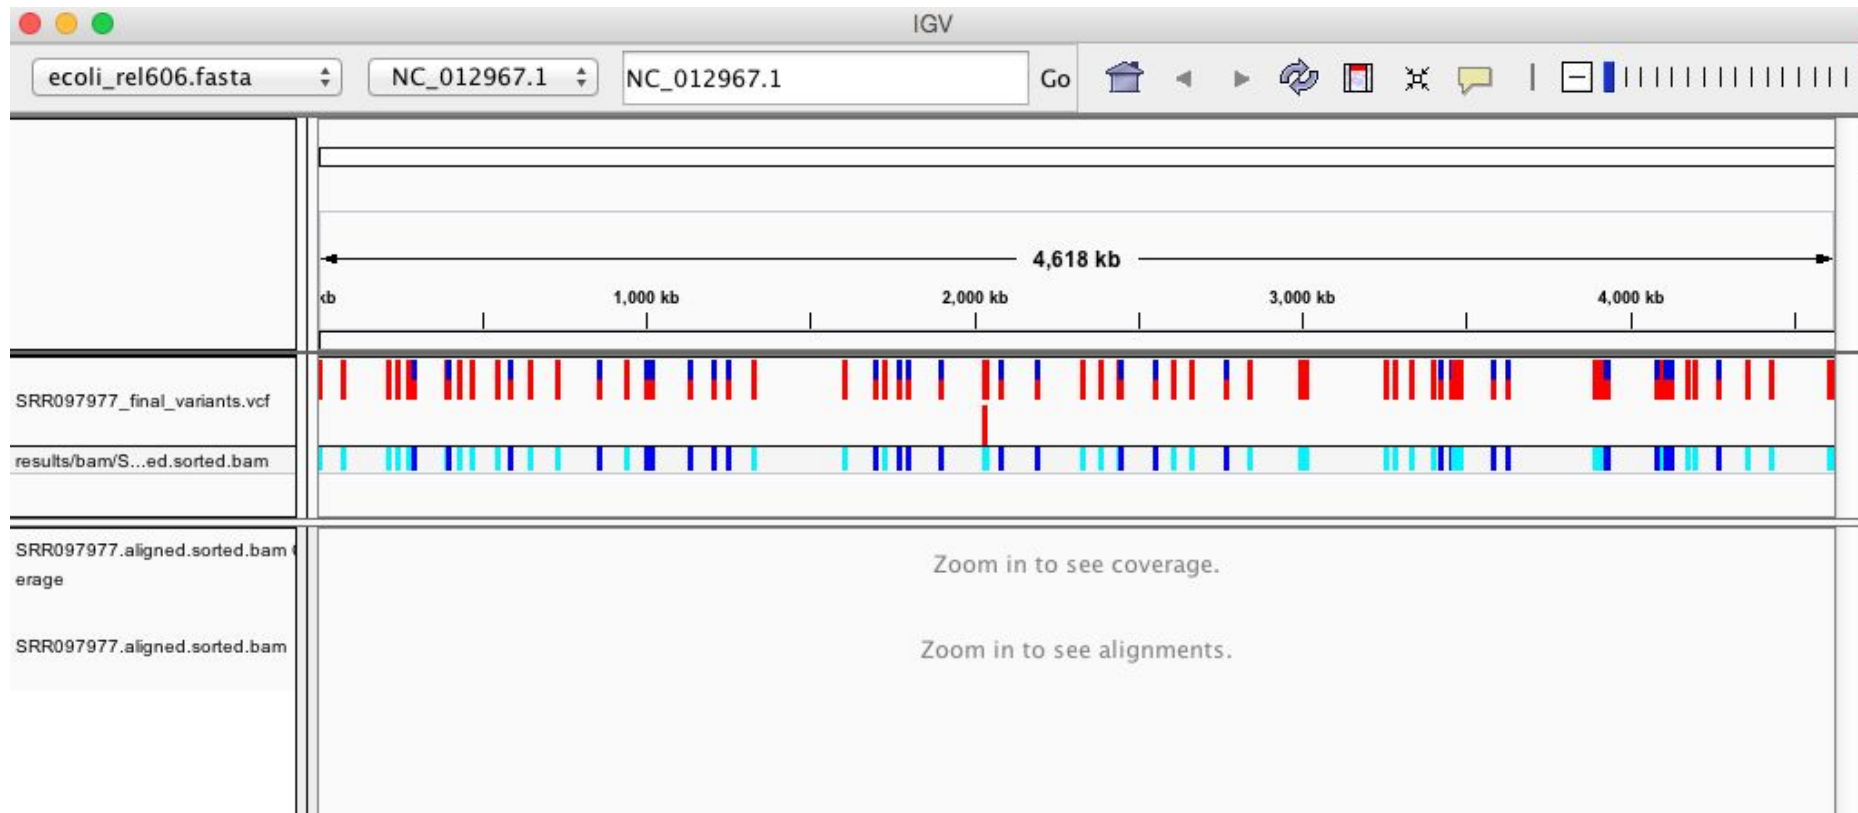 IGV
ecoli_rel606.fasta NC_012967.1 NC_012967.1 Go
4,618 kb
kb 1,000 kb 2,000 kb 3,000 kb 4,000 kb
SRR097977_final_variants.vcf
results/bam/S...ed.sorted.bam
SRR097977.aligned.sorted.bam
erage
Zoom in to see coverage.
SRR097977.aligned.sorted.bam
Zoom in to see alignments.